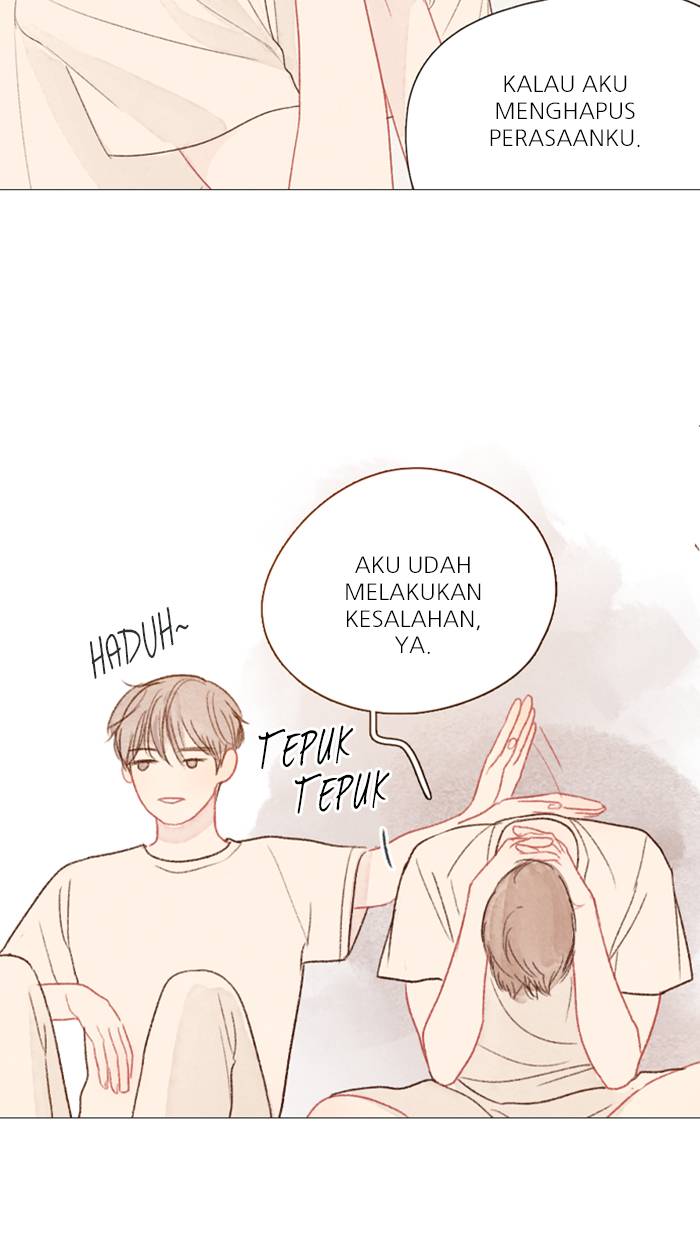 KALAU AKU
MENGHAPUS
PERASAANKU.
AKU UDAH
MELAKUKAN
KESALAHAN,
YA.
HADUH~
TEPUK
TEPUK